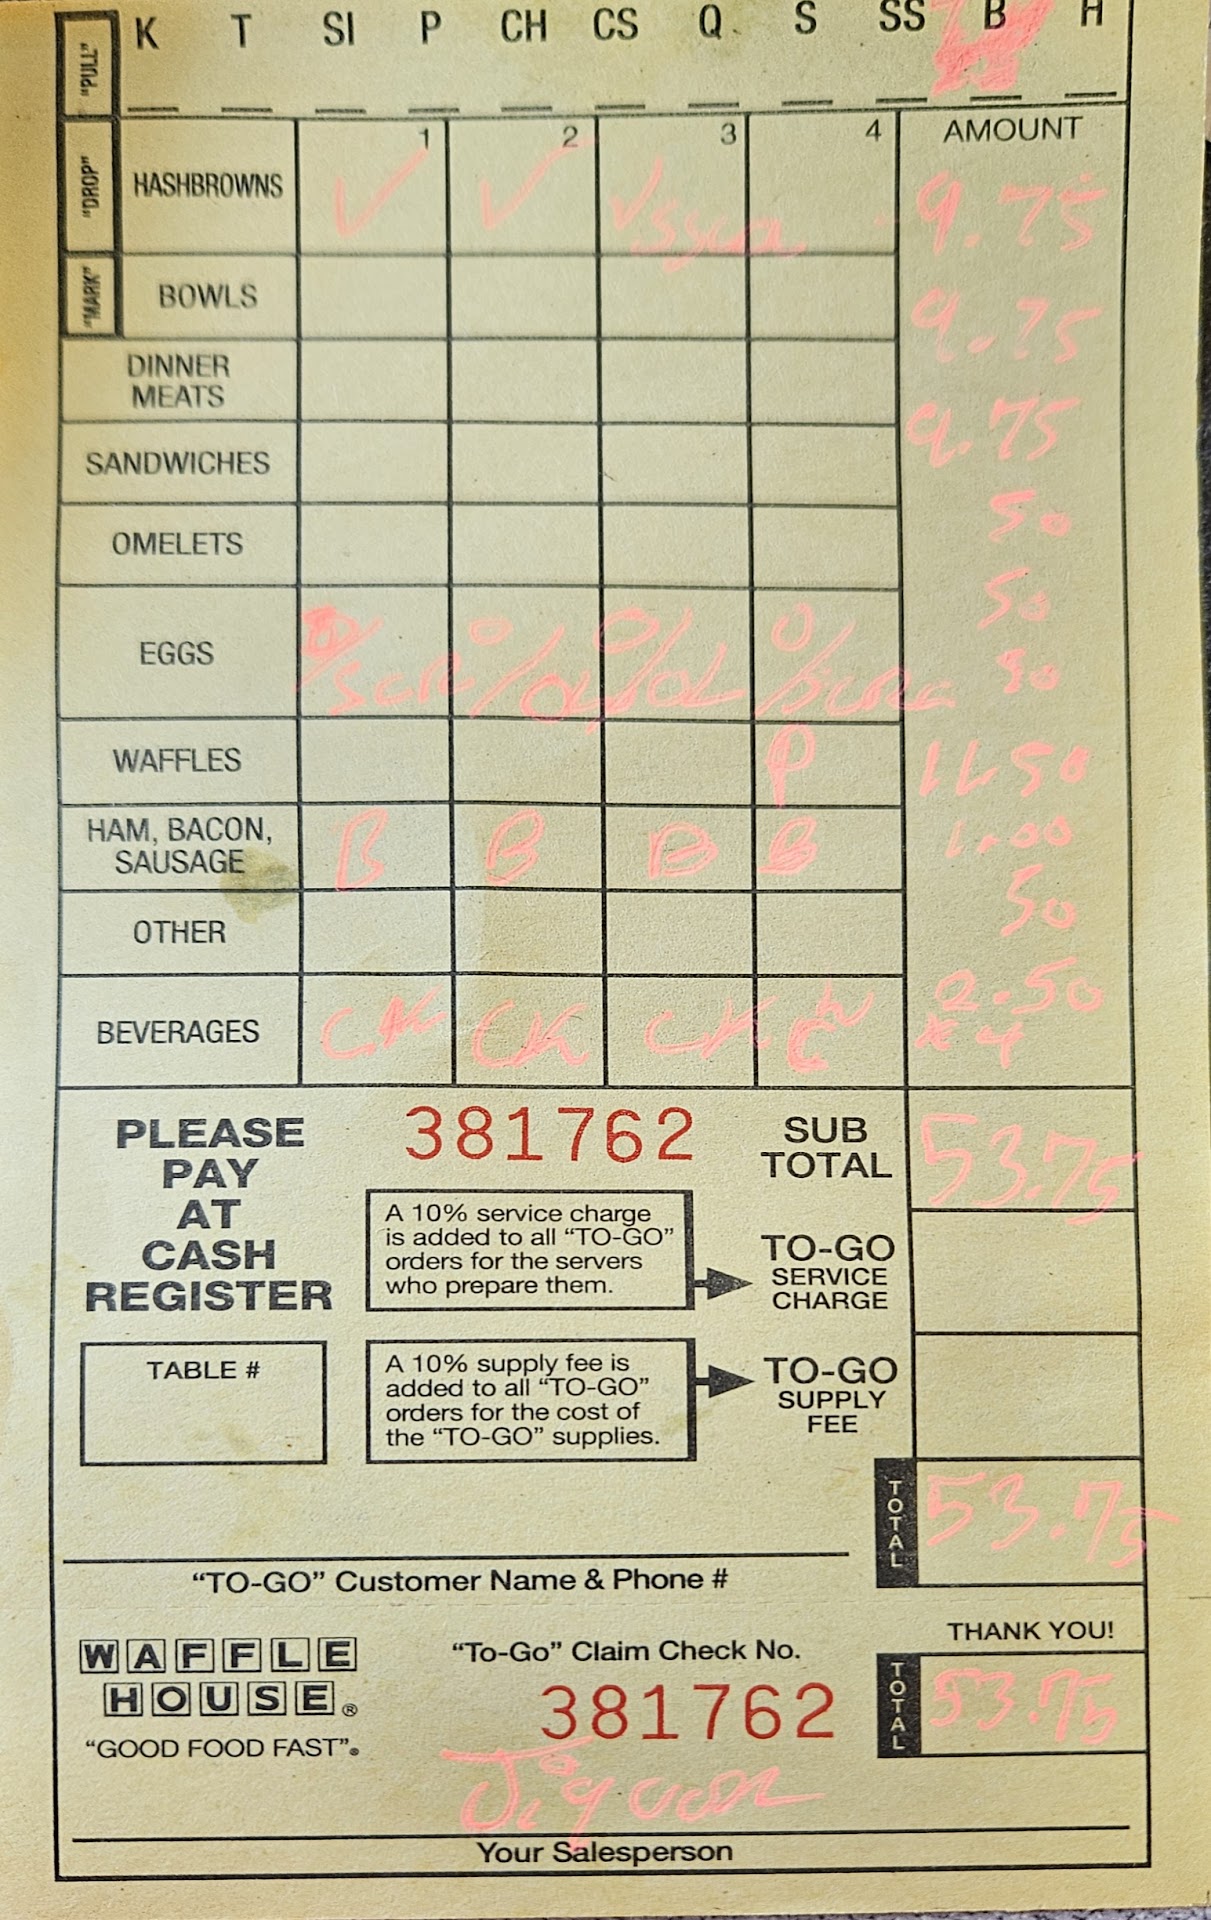 "PULL" K T SI P CH CS Q S SS B H
1 2 3 4 AMOUNT
"DROP" HASHBROWNS ✓ ✓ ✓ 9.75
"MARK" BOWLS 9.75
DINNER
MEATS
9.75
SANDWICHES
50
OMELETS
50
EGGS O/SCR O/OL O/OL O/SCR 50
WAFFLES P 11.50
HAM, BACON,
SAUSAGE B B B B 1.00
50
OTHER
2.50
BEVERAGES CK CK CK C W x 4
PLEASE
PAY
AT
CASH
REGISTER
381762
SUB
TOTAL 53.75
A 10% service charge
is added to all "TO-GO"
orders for the servers
who prepare them.
TO-GO
SERVICE
CHARGE
TABLE #
A 10% supply fee is
added to all "TO-GO"
orders for the cost of
the "TO-GO" supplies.
TO-GO
SUPPLY
FEE
TOTAL 53.75
"TO-GO" Customer Name & Phone #
THANK YOU!
WAFFLE
HOUSE®
"GOOD FOOD FAST"®
"To-Go" Claim Check No.
381762
TOTAL 53.75
Your Salesperson